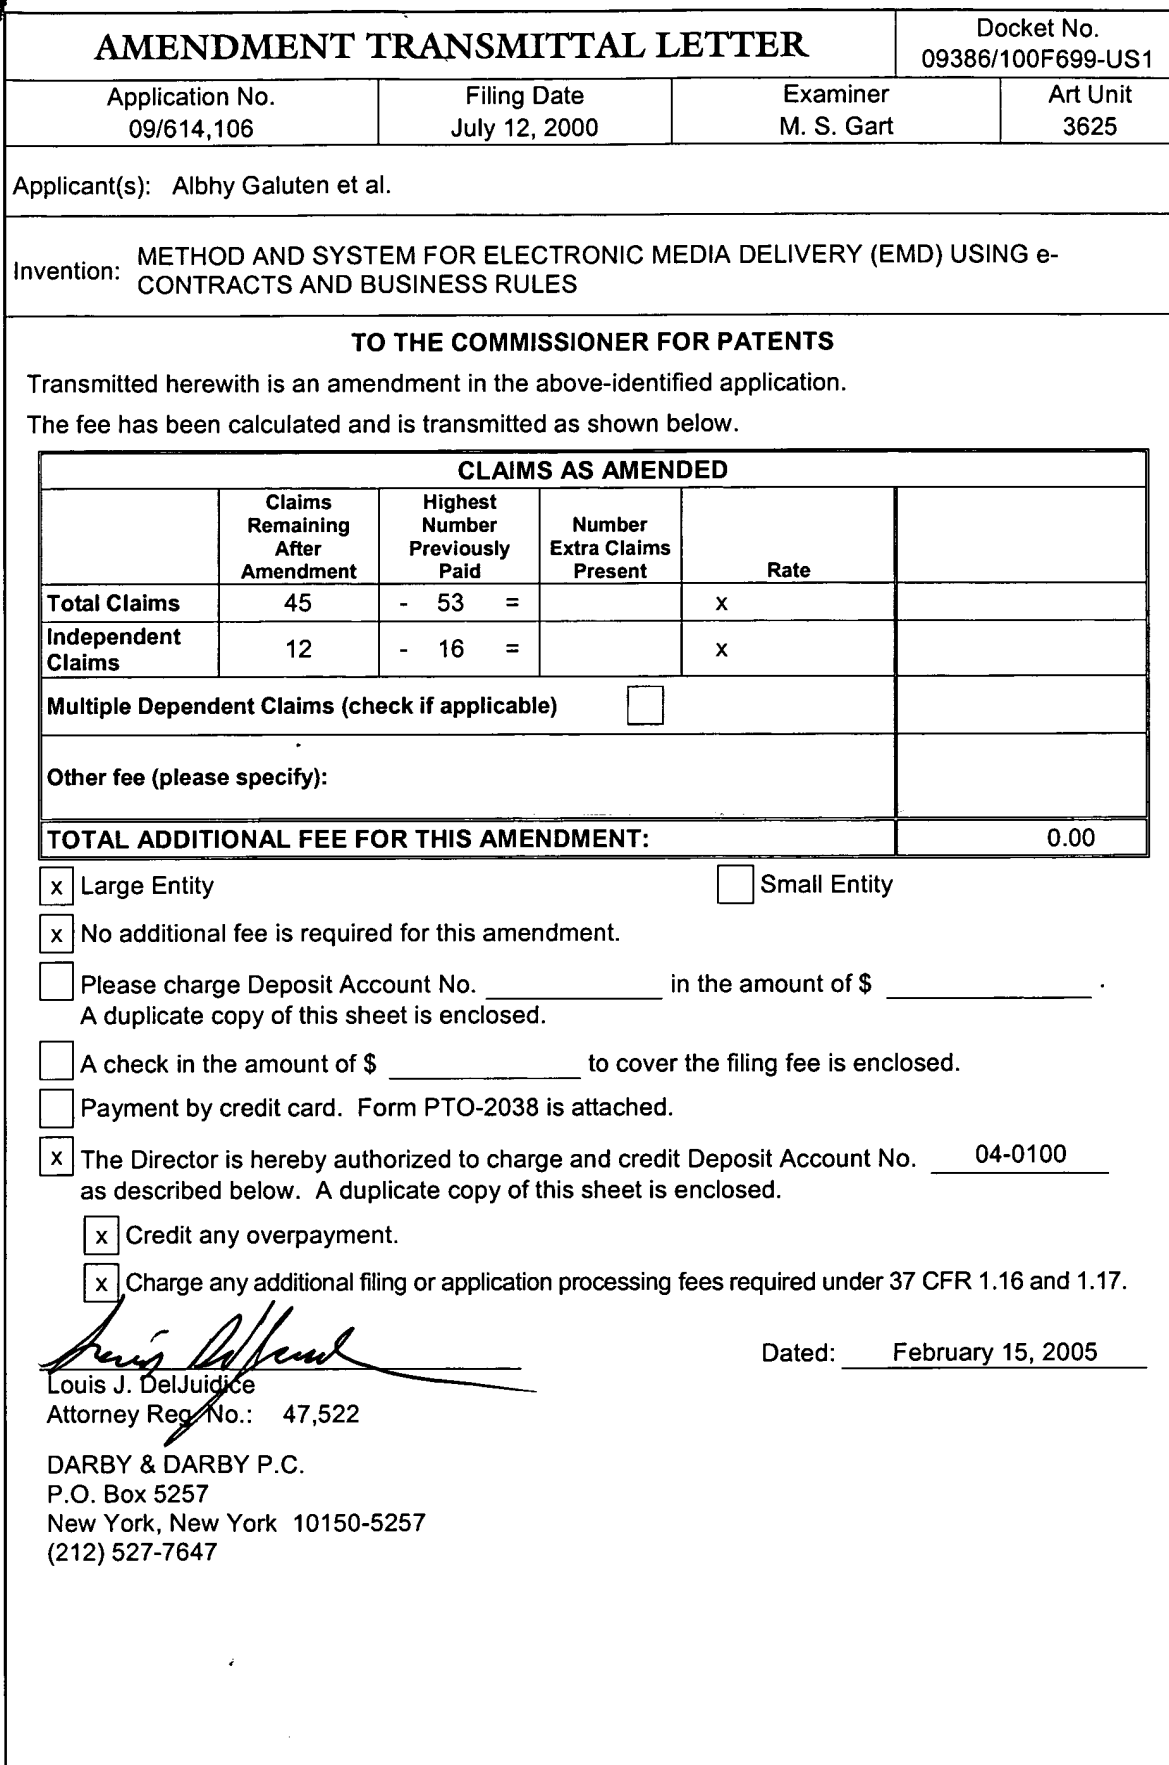 AMENDMENT TRANSMITTAL LETTER
Docket No.
09386/100F699-US1
Application No.
09/614,106
Filing Date
July 12, 2000
Examiner
M. S. Gart
Art Unit
3625
Applicant(s): Albhy Galuten et al.
Invention: METHOD AND SYSTEM FOR ELECTRONIC MEDIA DELIVERY (EMD) USING e-
CONTRACTS AND BUSINESS RULES
TO THE COMMISSIONER FOR PATENTS
Transmitted herewith is an amendment in the above-identified application.
The fee has been calculated and is transmitted as shown below.
CLAIMS AS AMENDED
Claims
Remaining
After
Amendment
Highest
Number
Previously
Paid
Number
Extra Claims
Present
Rate
Total Claims 45 - 53 = x
Independent
Claims 12 - 16 = x
Multiple Dependent Claims (check if applicable)
Other fee (please specify):
TOTAL ADDITIONAL FEE FOR THIS AMENDMENT: 0.00
x Large Entity
Small Entity
x No additional fee is required for this amendment.
Please charge Deposit Account No. in the amount of $ .
A duplicate copy of this sheet is enclosed.
A check in the amount of $ to cover the filing fee is enclosed.
Payment by credit card. Form PTO-2038 is attached.
x The Director is hereby authorized to charge and credit Deposit Account No. 04-0100
as described below. A duplicate copy of this sheet is enclosed.
x Credit any overpayment.
x Charge any additional filing or application processing fees required under 37 CFR 1.16 and 1.17.
Dated: February 15, 2005
Louis J. DelJuidice
Attorney Reg. No.: 47,522
DARBY & DARBY P.C.
P.O. Box 5257
New York, New York 10150-5257
(212) 527-7647